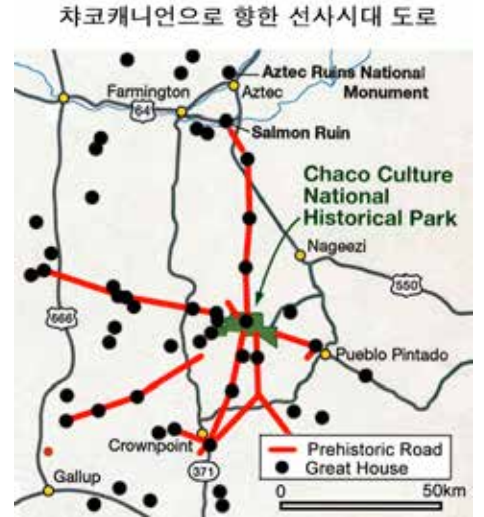 챠코캐니언으로 향한 선사시대 도로
Aztec Ruins National
Monument
Farmington
Aztec
64
Salmon Ruin
Chaco Culture
National
Historical Park
Nageezi
550
666
Pueblo Pintado
Crownpoint
371
Gallup
Prehistoric Road
Great House
0 50km